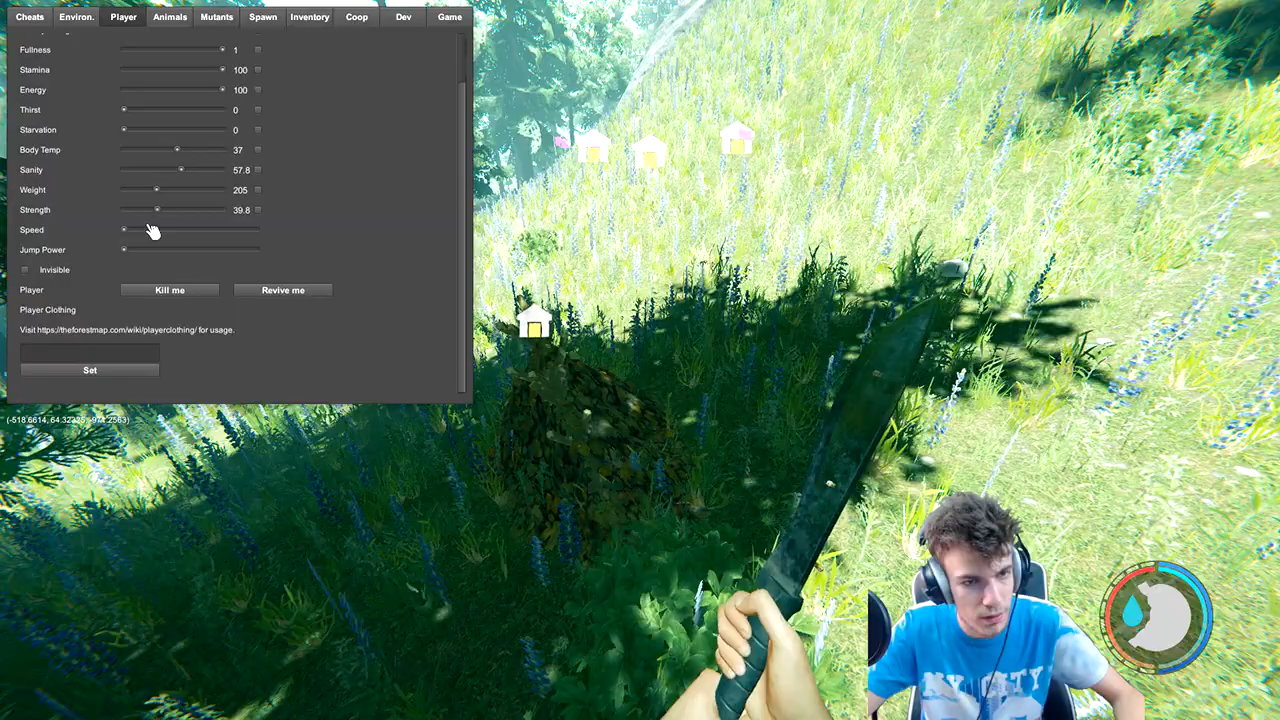 Cheats Environ. Player Animals Mutants Spawn Inventory Coop Dev Game
Fullness 1
Stamina 100
Energy 100
Thirst 0
Starvation 0
Body Temp 37
Sanity 57.8
Weight 205
Strength 39.8
Speed
Jump Power
Invisible
Player Kill me Revive me
Player Clothing
Visit https://theforestmap.com/wiki/playerclothing/ for usage.
Set